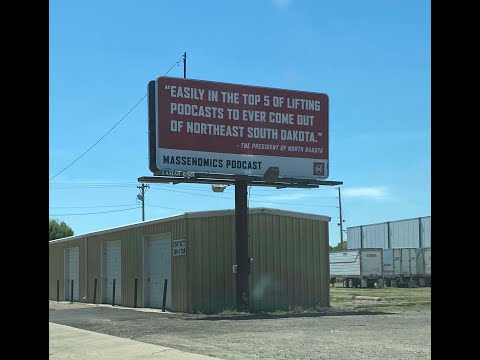 "EASILY IN THE TOP 5 OF LIFTING
PODCASTS TO EVER COME OUT
OF NORTHEAST SOUTH DAKOTA."
- THE PRESIDENT OF NORTH DAKOTA
MASSENOMICS PODCAST